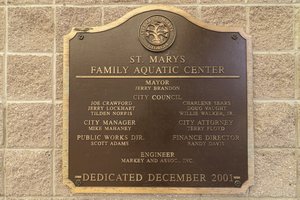 ST. MARYS
FAMILY AQUATIC CENTER
MAYOR
JERRY BRANDON
CITY COUNCIL
JOE CRAWFORD CHARLENE SEARS
JERRY LOCKHART DOUG VAUGHT
TILDEN NORRIS WILLIE WALKER, JR.
CITY MANAGER CITY ATTORNEY
MIKE MAHANEY JERRY FLOYD
PUBLIC WORKS DIR. FINANCE DIRECTOR
SCOTT ADAMS RANDY DAVIS
ENGINEER
MARKEY AND ASSOC., INC.
DEDICATED DECEMBER 2001